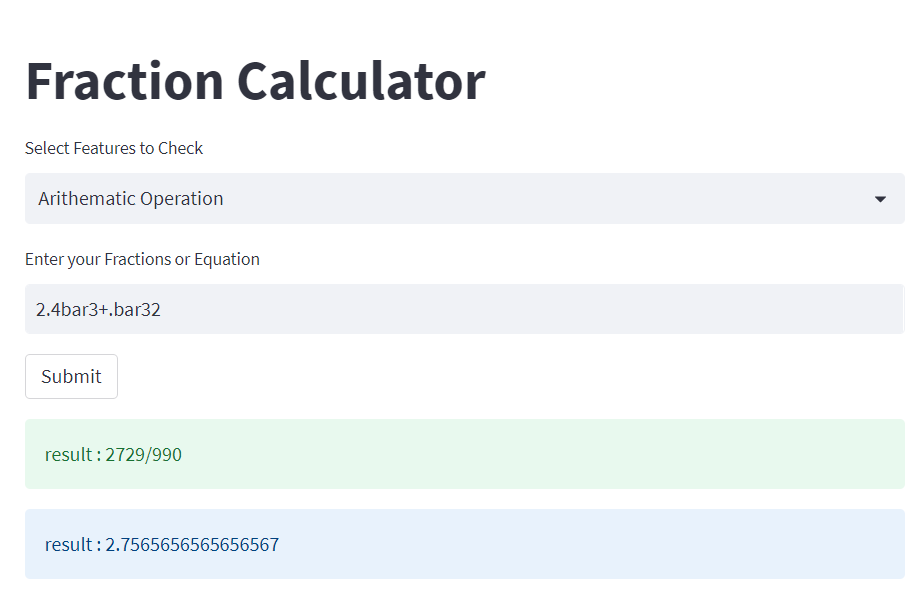 Fraction Calculator
Select Features to Check
Arithematic Operation
Enter your Fractions or Equation
2.4bar3+.bar32
Submit
result : 2729/990
result : 2.7565656565656567